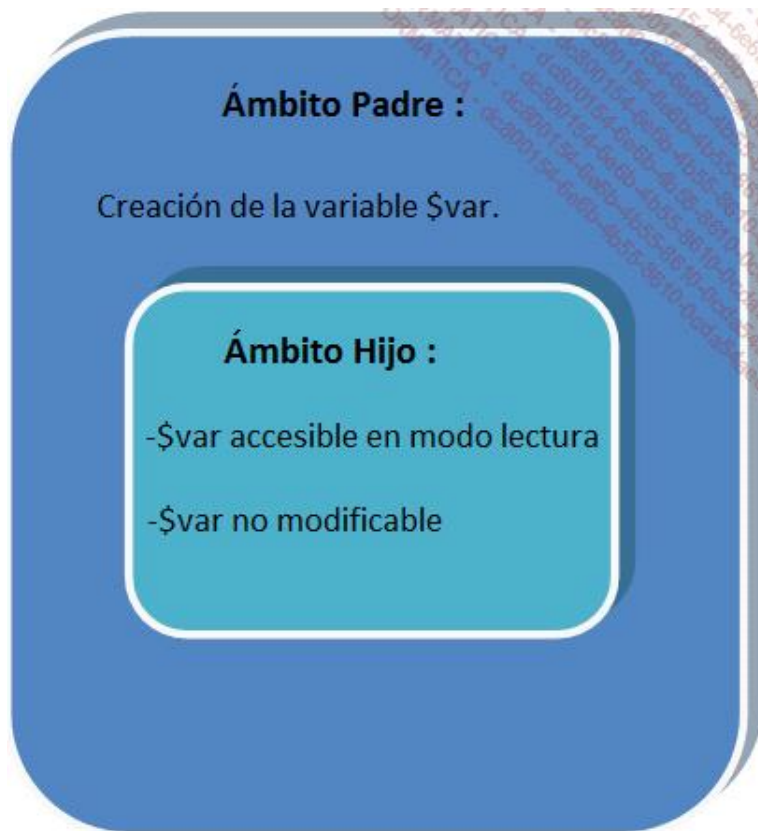 Ámbito Padre :
Creación de la variable $var.
Ámbito Hijo :
-$var accesible en modo lectura
-$var no modificable